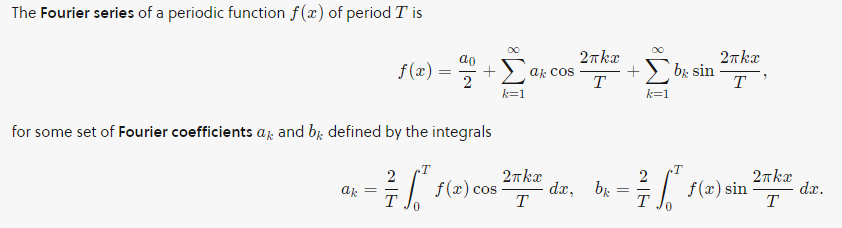 The Fourier series of a periodic function f(x) of period T is
f(x) = \frac{a_0}{2} + \sum_{k=1}^{\infty} a_k \cos \frac{2\pi kx}{T} + \sum_{k=1}^{\infty} b_k \sin \frac{2\pi kx}{T},
for some set of Fourier coefficients a_k and b_k defined by the integrals
a_k = \frac{2}{T} \int_0^T f(x) \cos \frac{2\pi kx}{T} dx, b_k = \frac{2}{T} \int_0^T f(x) \sin \frac{2\pi kx}{T} dx.